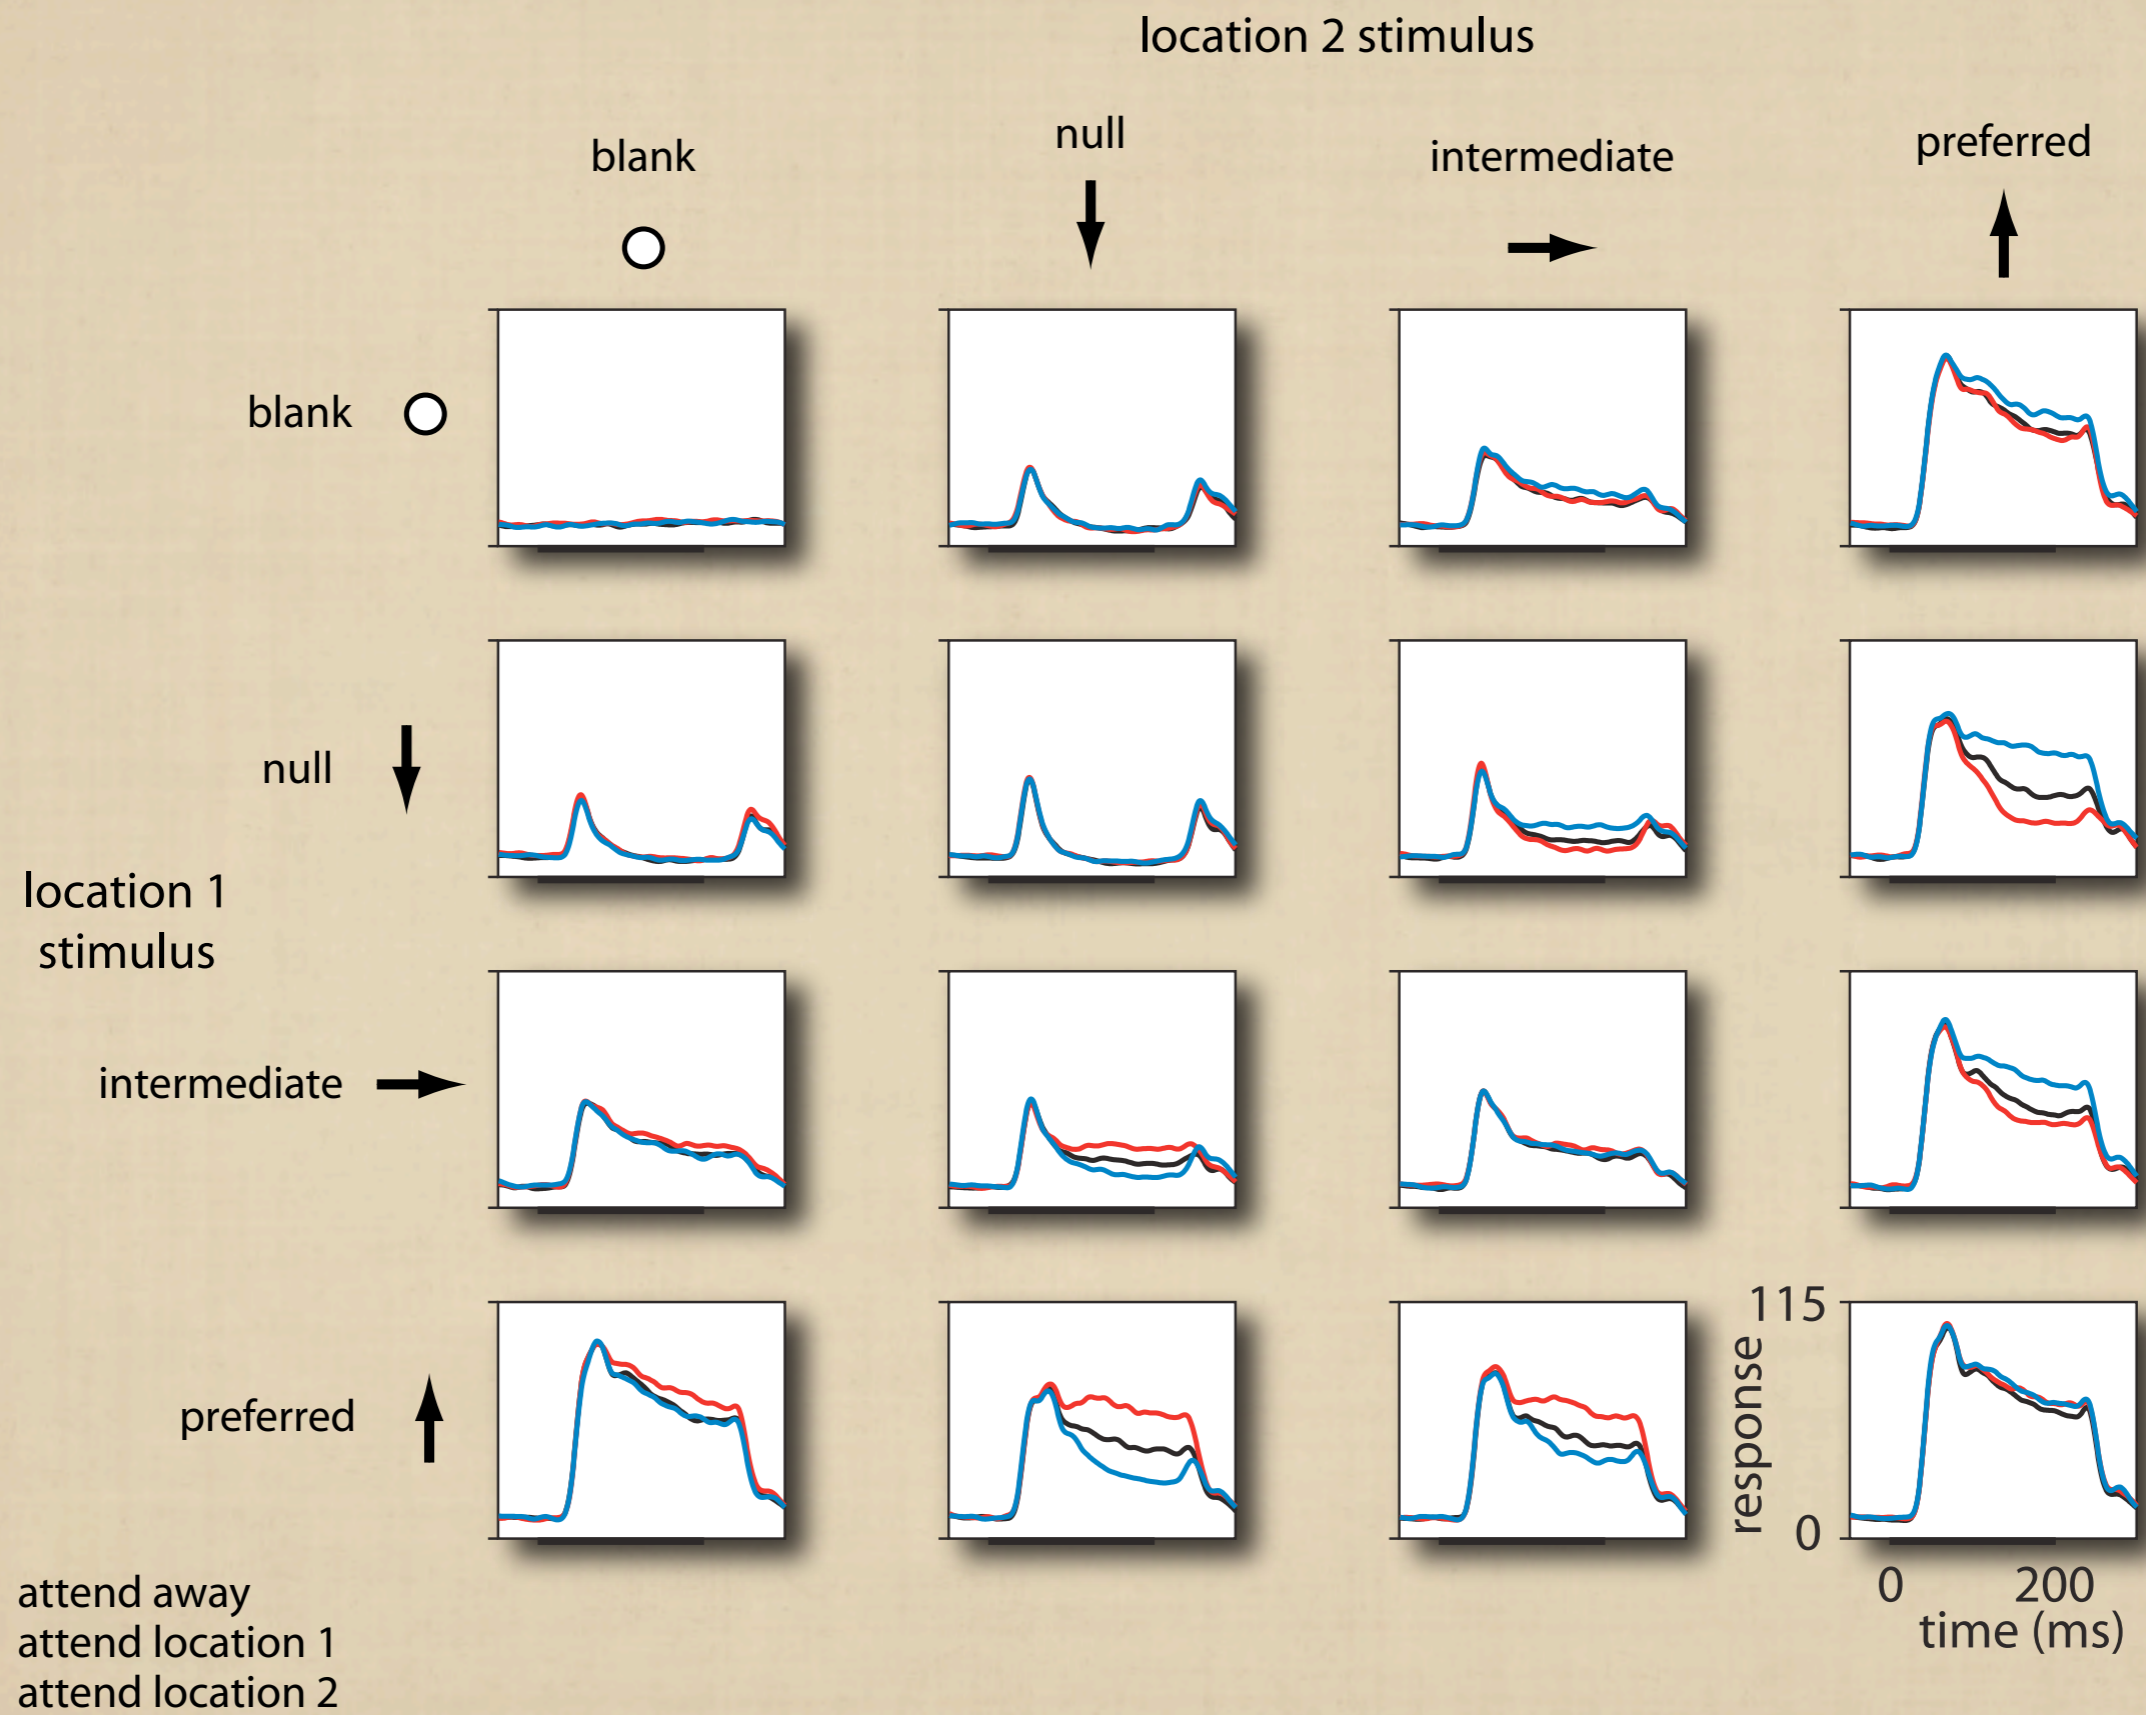 location 2 stimulus
blank
null
intermediate
preferred
blank
null
location 1
stimulus
intermediate
preferred
115
response
0
0 200
time (ms)
attend away
attend location 1
attend location 2